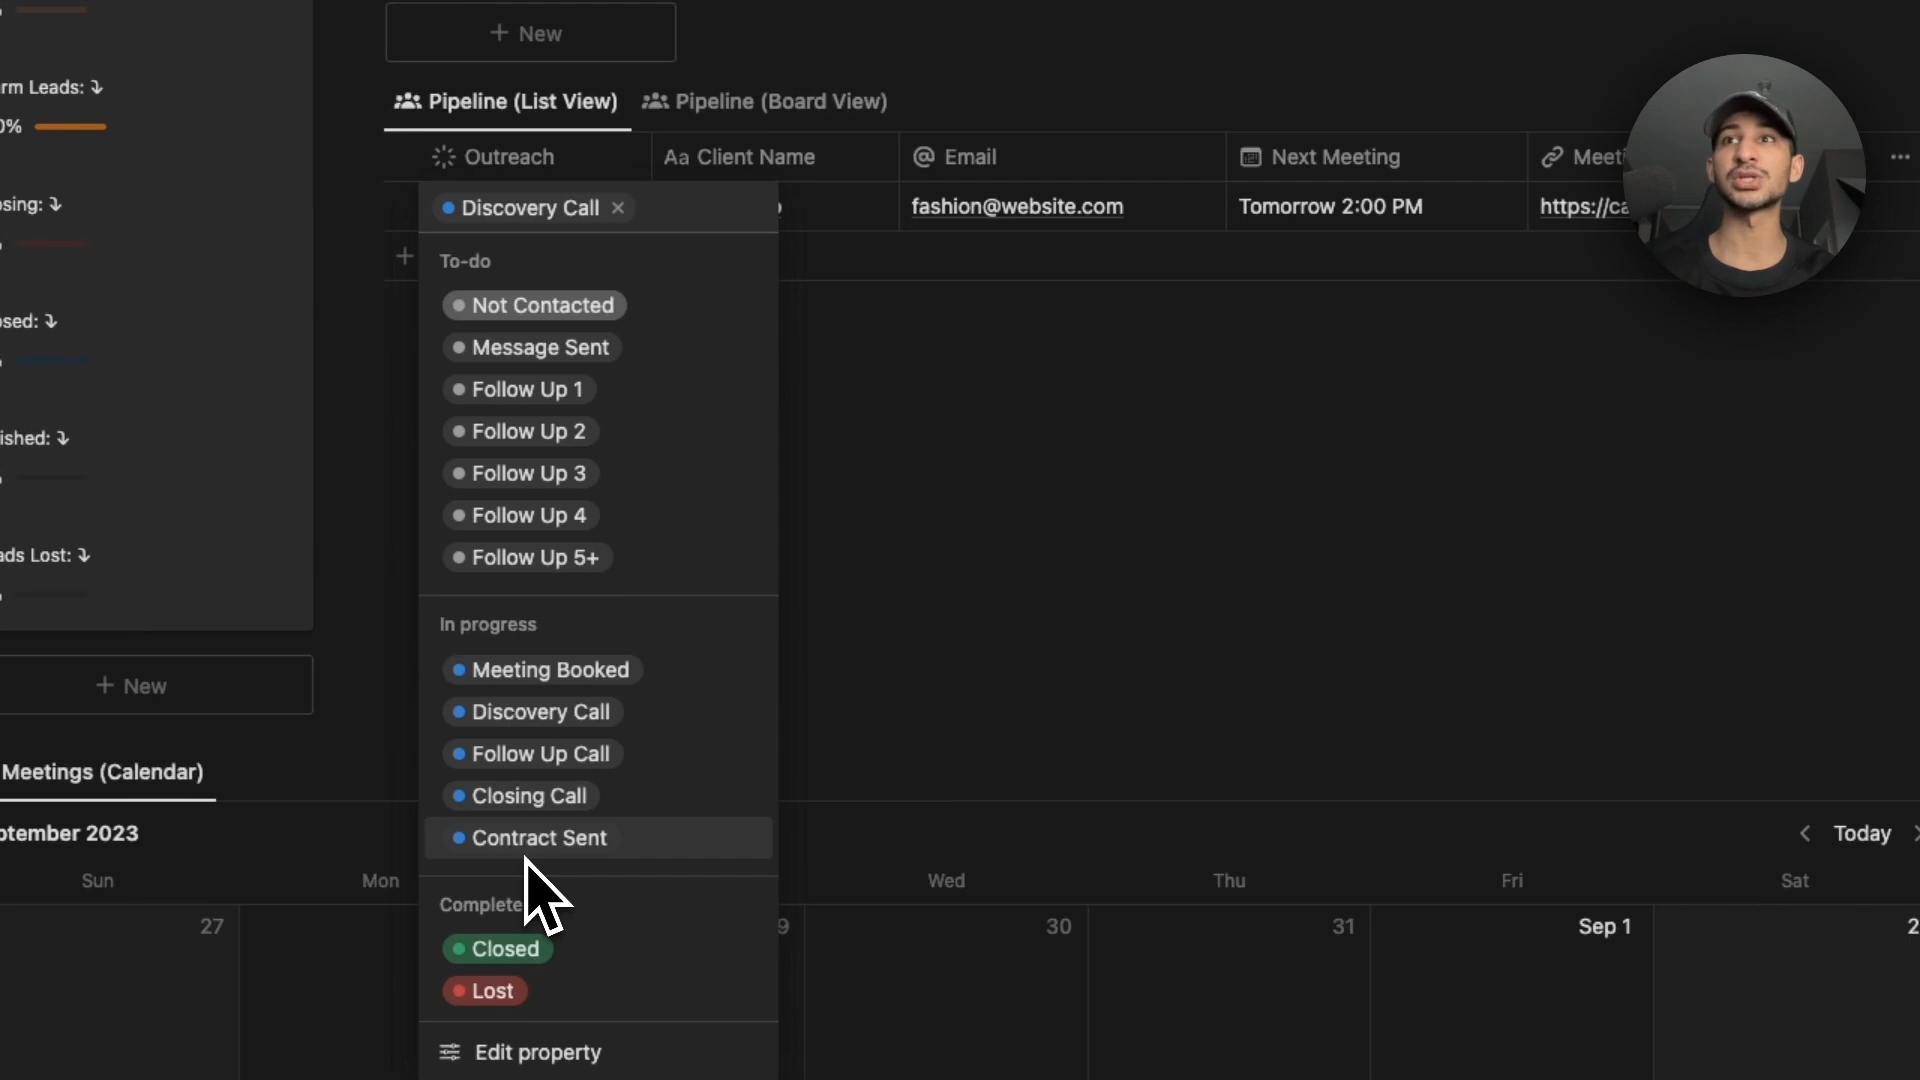 + New
rm Leads:
0%
Pipeline (List View) Pipeline (Board View)
Outreach Aa Client Name @ Email Next Meeting Meeti
Discovery Call × fashion@website.com Tomorrow 2:00 PM https://ca
sing:
+
To-do
Not Contacted
Message Sent
Follow Up 1
Follow Up 2
Follow Up 3
Follow Up 4
Follow Up 5+
osed:
ished:
ads Lost:
In progress
Meeting Booked
Discovery Call
Follow Up Call
Closing Call
Contract Sent
+ New
Meetings (Calendar)
ptember 2023 Today
Sun Mon Wed Thu Fri Sat
Complete
27 9 30 31 Sep 1 2
Closed
Lost
Edit property